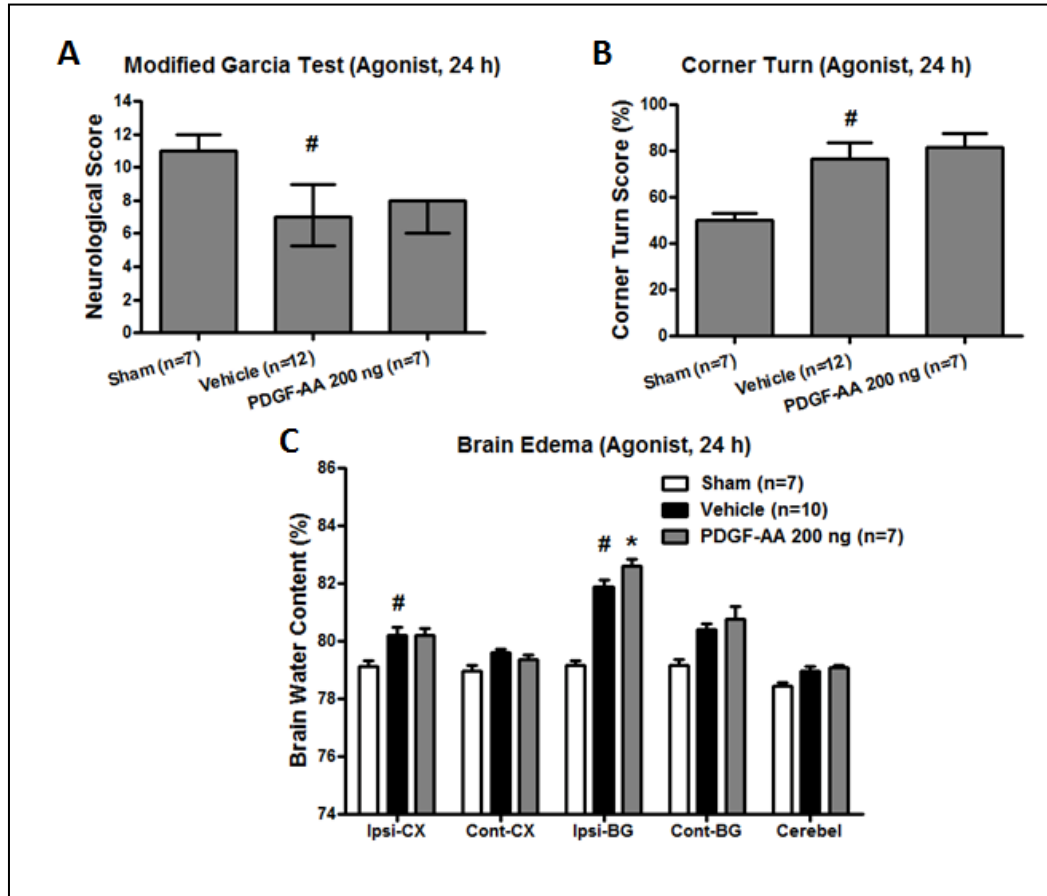 A
Modified Garcia Test (Agonist, 24 h)
Neurological Score
14
12
10
8
6
4
2
0
#
Sham (n=7)
Vehicle (n=12)
PDGF-AA 200 ng (n=7)
B
Corner Turn (Agonist, 24 h)
Corner Turn Score (%)
100
80
60
40
20
0
#
Sham (n=7)
Vehicle (n=12)
PDGF-AA 200 ng (n=7)
C
Brain Edema (Agonist, 24 h)
Brain Water Content (%)
86
84
82
80
78
76
74
Sham (n=7)
Vehicle (n=10)
PDGF-AA 200 ng (n=7)
#
# *
Ipsi-CX Cont-CX Ipsi-BG Cont-BG Cerebel